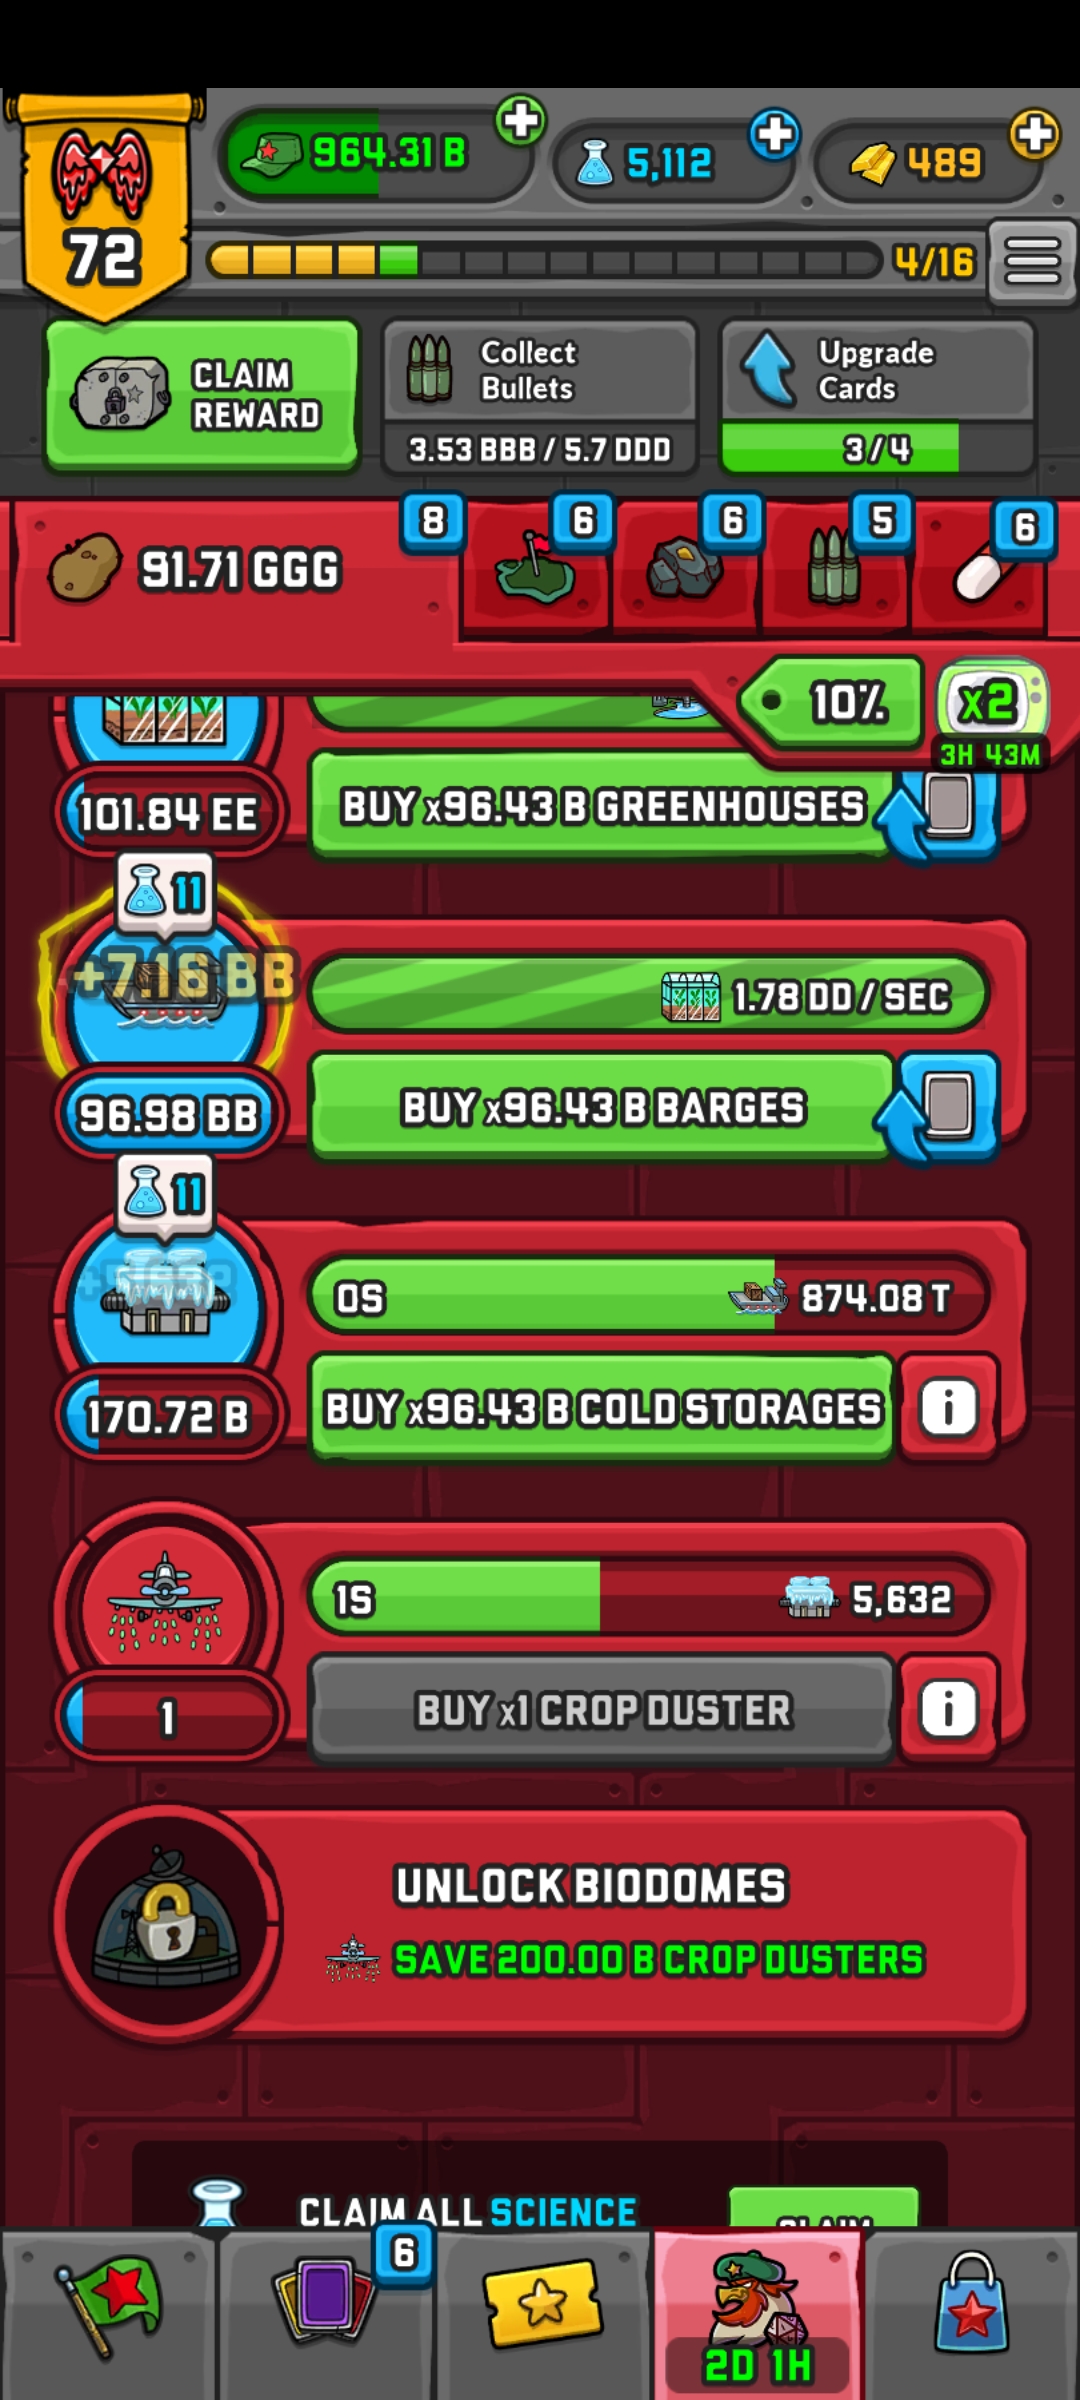 964.31 B
5,112
489
72
4/16
CLAIM
REWARD
Collect
Bullets
3.53 BBB / 5.7 DDD
Upgrade
Cards
3/4
91.71 GGG
8
6
6
5
6
10%
x2
3H 43M
101.84 EE
BUY x96.43 B GREENHOUSES
11
+7.16 BB
1.78 DD / SEC
96.98 BB
BUY x96.43 B BARGES
11
0S
874.08 T
170.72 B
BUY x96.43 B COLD STORAGES
i
1S
5,632
1
BUY x1 CROP DUSTER
i
UNLOCK BIODOMES
SAVE 200.00 B CROP DUSTERS
CLAIM ALL SCIENCE
CLAIM
6
2D 1H